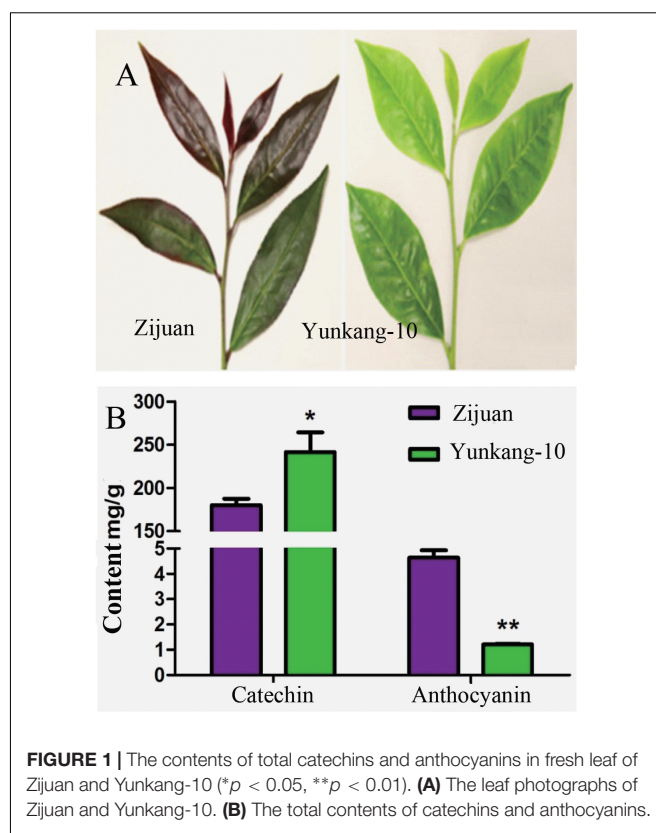 A
Zijuan Yunkang-10
B
300
250
200
150
5
4
3
2
1
0
Content mg/g
*
**
Zijuan
Yunkang-10
Catechin Anthocyanin
FIGURE 1 | The contents of total catechins and anthocyanins in fresh leaf of
Zijuan and Yunkang-10 (*p < 0.05, **p < 0.01). (A) The leaf photographs of
Zijuan and Yunkang-10. (B) The total contents of catechins and anthocyanins.